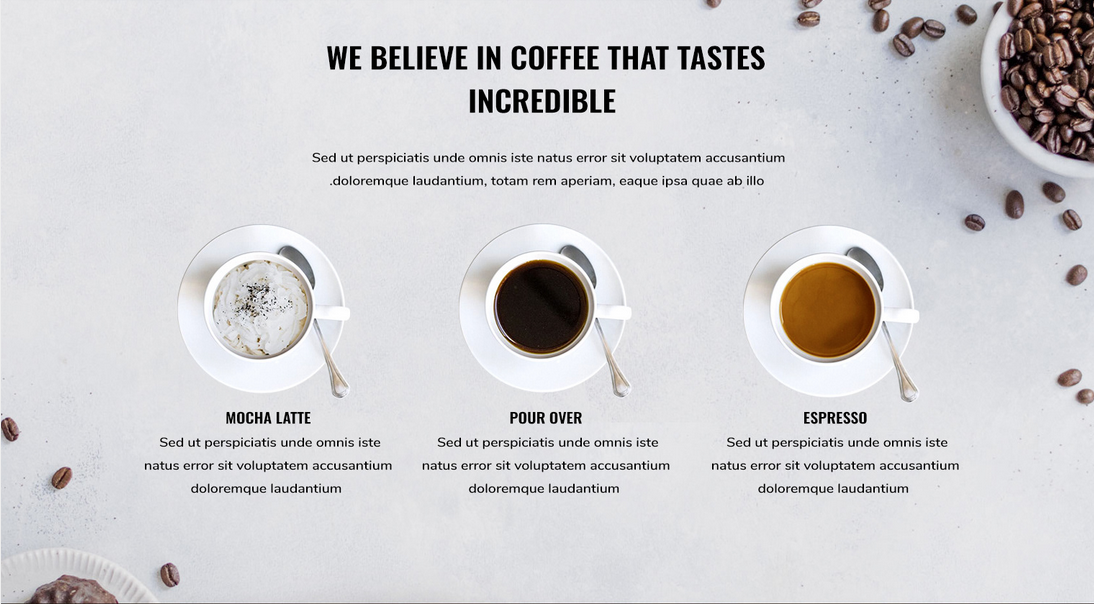 WE BELIEVE IN COFFEE THAT TASTES
INCREDIBLE
Sed ut perspiciatis unde omnis iste natus error sit voluptatem accusantium
.doloremque laudantium, totam rem aperiam, eaque ipsa quae ab illo
MOCHA LATTE
Sed ut perspiciatis unde omnis iste
natus error sit voluptatem accusantium
doloremque laudantium
POUR OVER
Sed ut perspiciatis unde omnis iste
natus error sit voluptatem accusantium
doloremque laudantium
ESPRESSO
Sed ut perspiciatis unde omnis iste
natus error sit voluptatem accusantium
doloremque laudantium